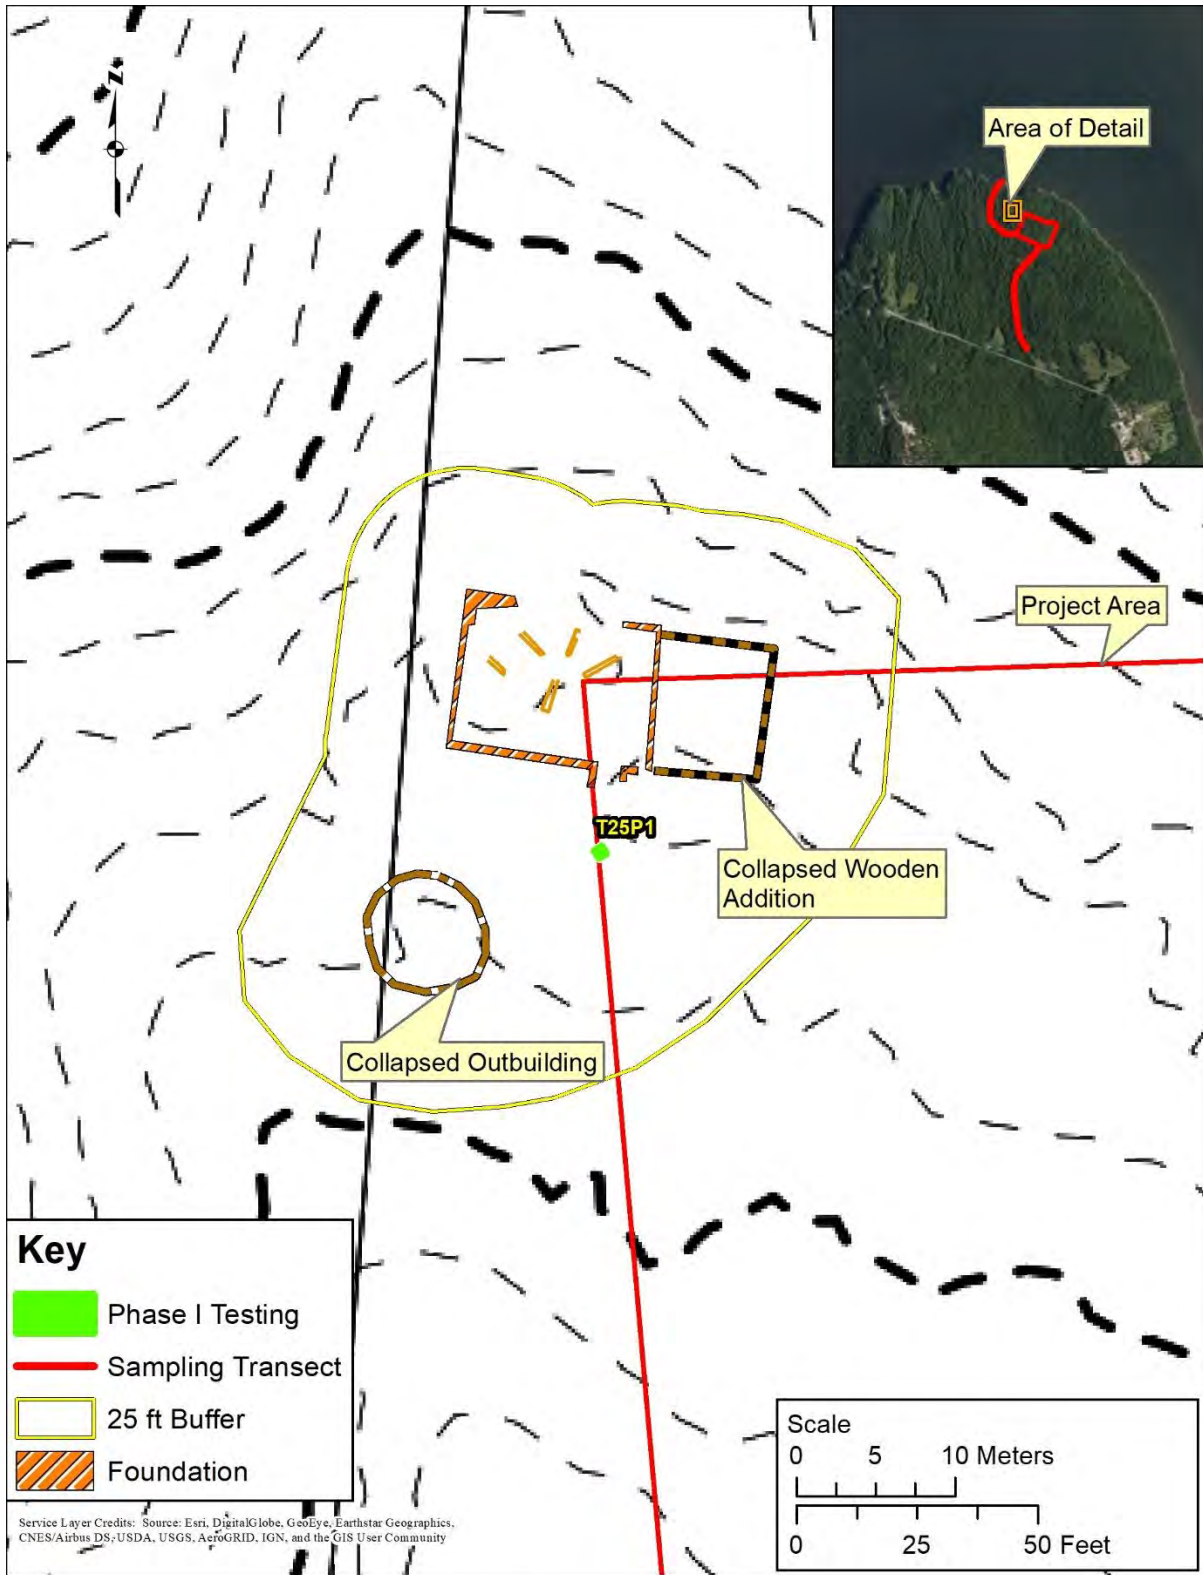 N
Area of Detail
Project Area
T25P1
Collapsed Wooden
Addition
Collapsed Outbuilding
Key
Phase I Testing
Sampling Transect
25 ft Buffer
Foundation
Service Layer Credits: Source: Esri, DigitalGlobe, GeoEye, Earthstar Geographics,
CNES/Airbus DS, USDA, USGS, AeroGRID, IGN, and the GIS User Community
Scale
0 5 10 Meters
0 25 50 Feet